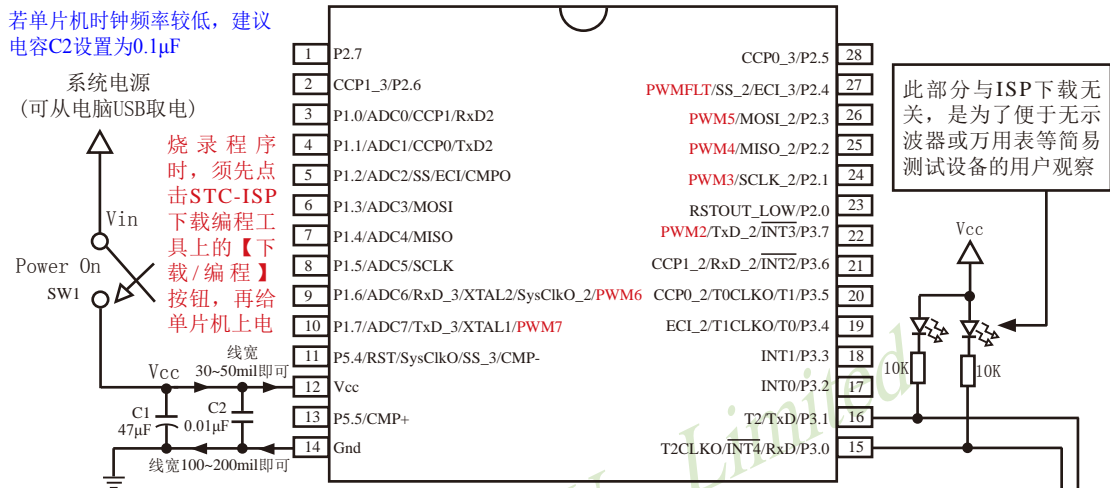 若单片机时钟频率较低，建议
电容C2设置为0.1μF
系统电源
(可从电脑USB取电)
烧录程序
时，须先点
击STC-ISP
下载编程工
具上的【下
载/编程】
按钮，再给
单片机上电
Vin
Power On
SW1
Vcc
线宽
30~50mil即可
C1
47μF
C2
0.01μF
线宽100~200mil即可
1 P2.7
2 CCP1_3/P2.6
3 P1.0/ADC0/CCP1/RxD2
4 P1.1/ADC1/CCP0/TxD2
5 P1.2/ADC2/SS/ECI/CMPO
6 P1.3/ADC3/MOSI
7 P1.4/ADC4/MISO
8 P1.5/ADC5/SCLK
9 P1.6/ADC6/RxD_3/XTAL2/SysClkO_2/PWM6
10 P1.7/ADC7/TxD_3/XTAL1/PWM7
11 P5.4/RST/SysClkO/SS_3/CMP-
12 Vcc
13 P5.5/CMP+
14 Gnd
CCP0_3/P2.5 28
PWMFLT/SS_2/ECI_3/P2.4 27
PWM5/MOSI_2/P2.3 26
PWM4/MISO_2/P2.2 25
PWM3/SCLK_2/P2.1 24
RSTOUT_LOW/P2.0 23
PWM2/TxD_2/INT3/P3.7 22
CCP1_2/RxD_2/INT2/P3.6 21
CCP0_2/T0CLKO/T1/P3.5 20
ECI_2/T1CLKO/T0/P3.4 19
INT1/P3.3 18
INT0/P3.2 17
T2/TxD/P3.1 16
T2CLKO/INT4/RxD/P3.0 15
此部分与ISP下载无
关，是为了便于无示
波器或万用表等简易
测试设备的用户观察
Vcc
10K
10K
Limited